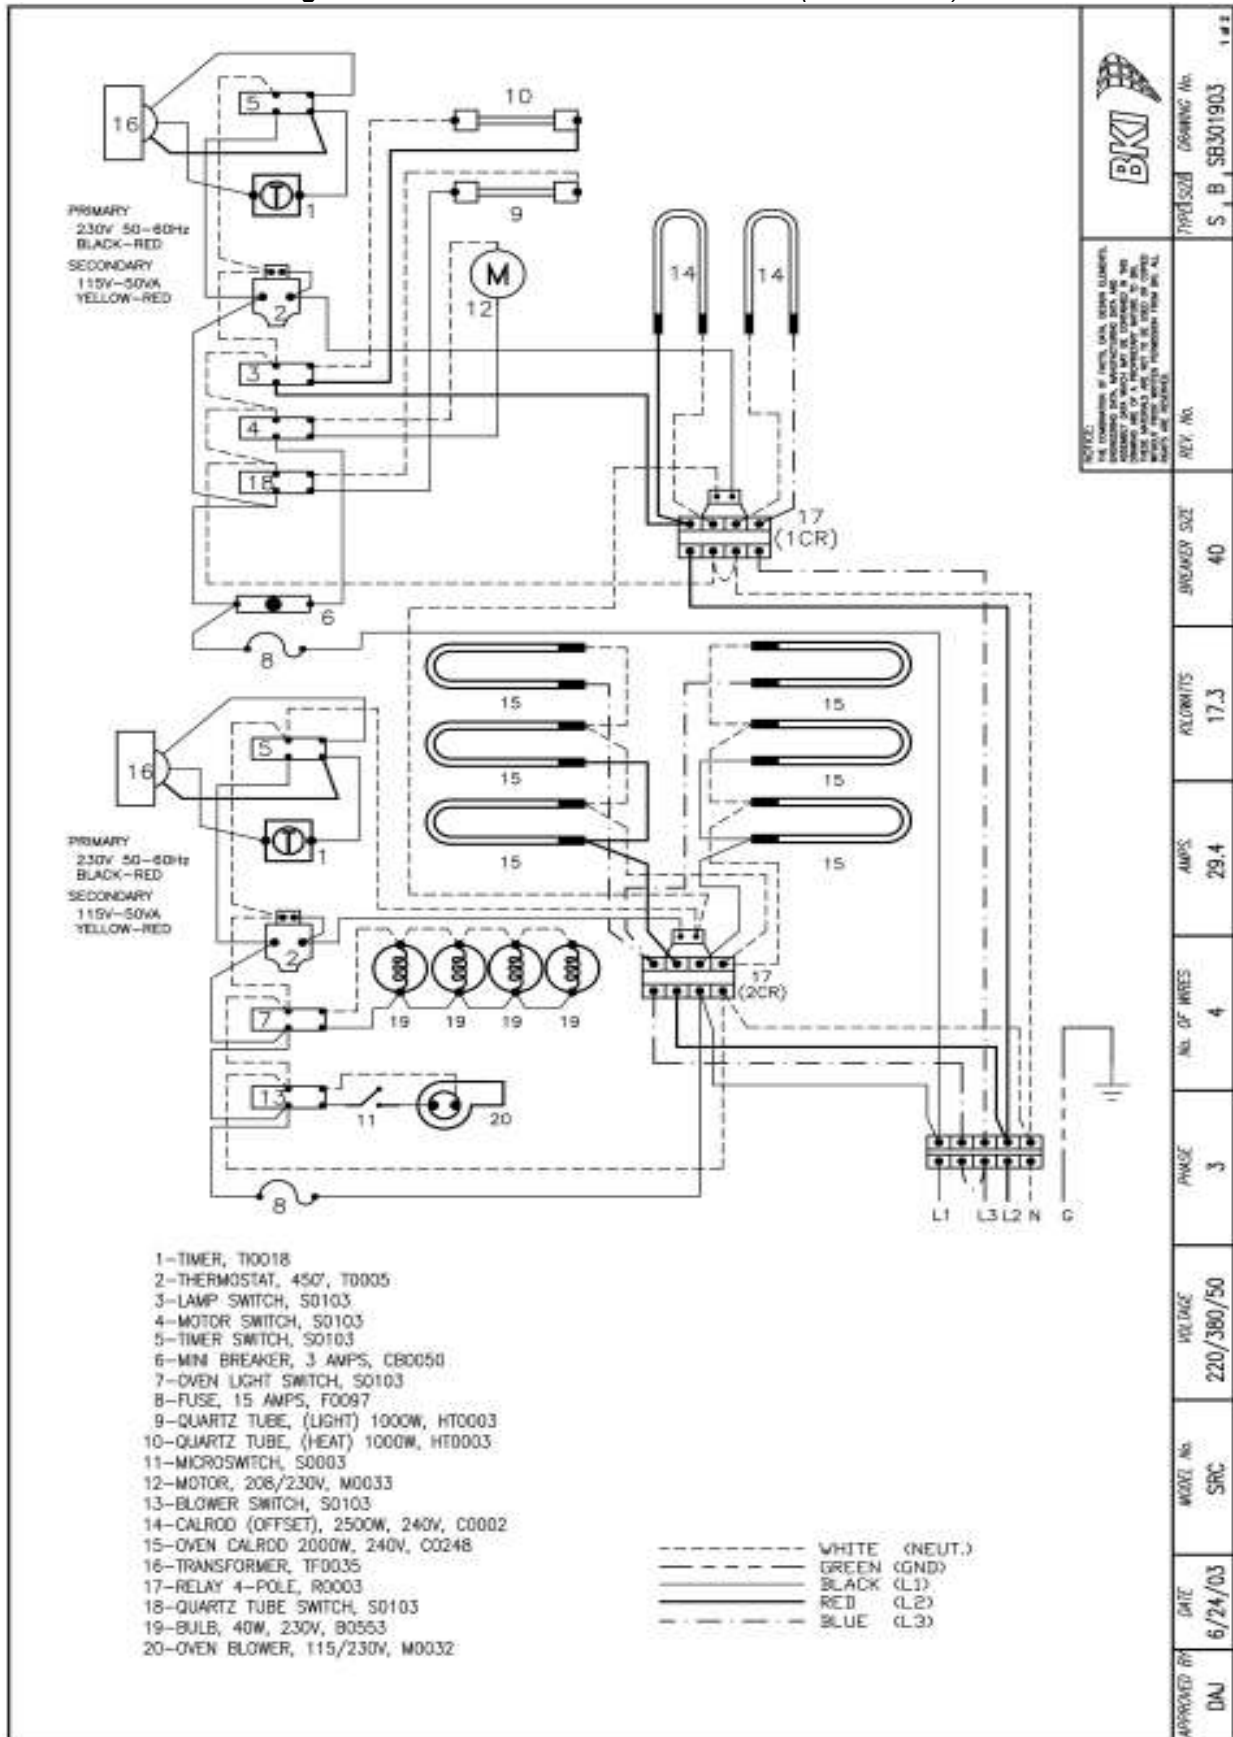 16
5
1
PRIMARY
230V 50-60Hz
BLACK-RED
SECONDARY
115V-50VA
YELLOW-RED
2
3
4
18
6
8
10
9
M
12
14
14
17
(1CR)
16
5
1
PRIMARY
230V 50-60Hz
BLACK-RED
SECONDARY
115V-50VA
YELLOW-RED
2
7
13
8
15
15
15
15
15
15
19
19
19
19
17
(2CR)
11
20
L1
L3
L2
N
G
1-TIMER, TI0018
2-THERMOSTAT, 450°, T0005
3-LAMP SWITCH, S0103
4-MOTOR SWITCH, S0103
5-TIMER SWITCH, S0103
6-MINI BREAKER, 3 AMPS, CB0050
7-OVEN LIGHT SWITCH, S0103
8-FUSE, 15 AMPS, F0097
9-QUARTZ TUBE, (LIGHT) 1000W, HT0003
10-QUARTZ TUBE, (HEAT) 1000W, HT0003
11-MICROSWITCH, S0003
12-MOTOR, 208/230V, M0033
13-BLOWER SWITCH, S0103
14-CALROD (OFFSET), 2500W, 240V, C0002
15-OVEN CALROD 2000W, 240V, C0248
16-TRANSFORMER, TF0035
17-RELAY 4-POLE, R0003
18-QUARTZ TUBE SWITCH, S0103
19-BULB, 40W, 230V, B0553
20-OVEN BLOWER, 115/230V, M0032
WHITE (NEUT.)
GREEN (GND)
BLACK (L1)
RED (L2)
BLUE (L3)
APPROVED BY
DAJ
DATE
6/24/03
MODEL No.
SRC
VOLTAGE
220/380/50
PHASE
3
No. OF WIRES
4
AMPS.
29.4
KILOWATTS
17.3
BREAKER SIZE
40
REV. No.
TYPE
S
SIZE
B
DRAWING No.
SB301903
1 of 2
BKI
NOTICE: